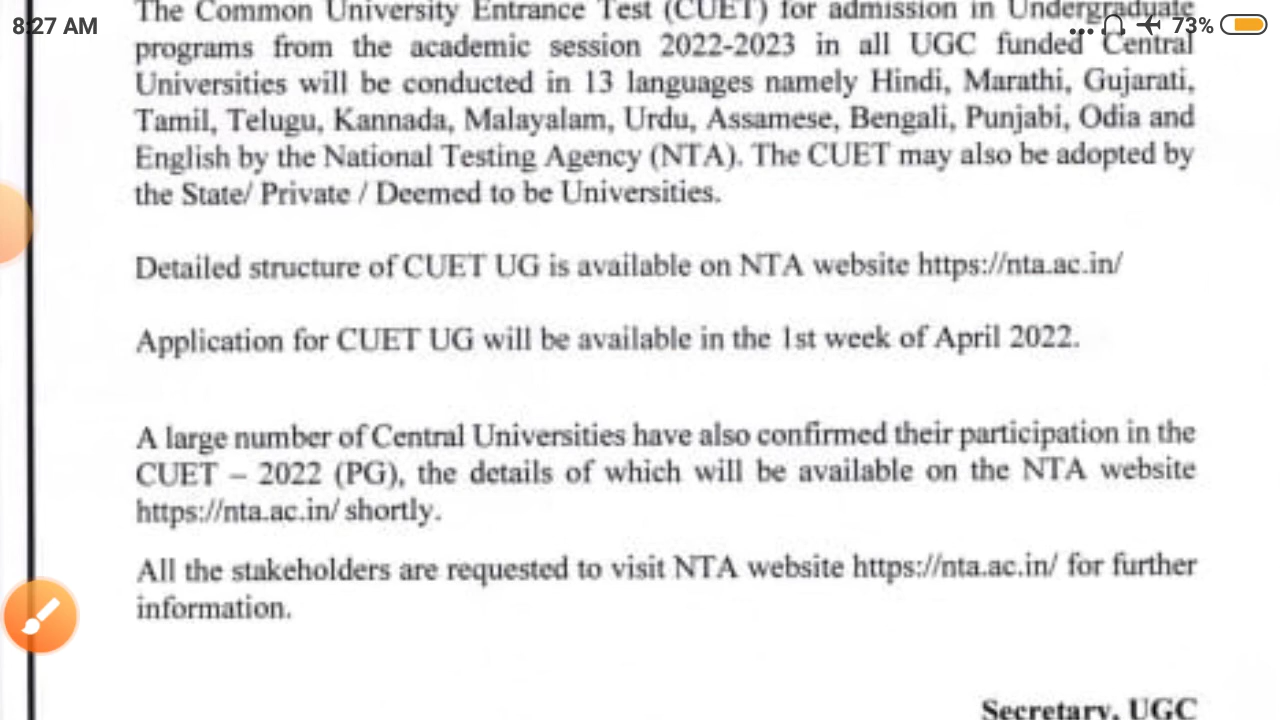 8:27 AM
73%
The Common University Entrance Test (CUET) for admission in Undergraduate
programs from the academic session 2022-2023 in all UGC funded Central
Universities will be conducted in 13 languages namely Hindi, Marathi, Gujarati,
Tamil, Telugu, Kannada, Malayalam, Urdu, Assamese, Bengali, Punjabi, Odia and
English by the National Testing Agency (NTA). The CUET may also be adopted by
the State/ Private / Deemed to be Universities.
Detailed structure of CUET UG is available on NTA website https://nta.ac.in/
Application for CUET UG will be available in the 1st week of April 2022.
A large number of Central Universities have also confirmed their participation in the
CUET – 2022 (PG), the details of which will be available on the NTA website
https://nta.ac.in/ shortly.
All the stakeholders are requested to visit NTA website https://nta.ac.in/ for further
information.
Secretary, UGC